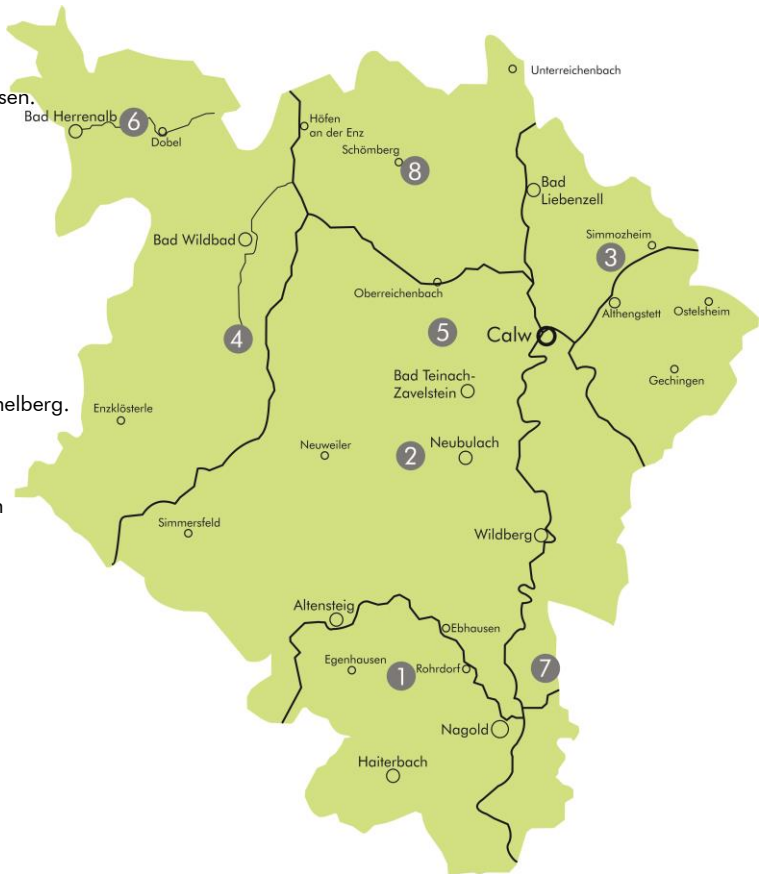 Unterreichenbach
sen.
Bad Herrenalb
6
Dobel
Höfen
an der Enz
Schömberg
8
Bad
Liebenzell
Bad Wildbad
Simmozheim
3
Oberreichenbach
Althengstett
Ostelsheim
4
5
Calw
Gechingen
Bad Teinach-
Zavelstein
nelberg.
Enzklösterle
Neuweiler
2
Neubulach
n
Simmersfeld
Wildberg
Altensteig
Ebhausen
Egenhausen
1
Rohrdorf
7
Nagold
Haiterbach